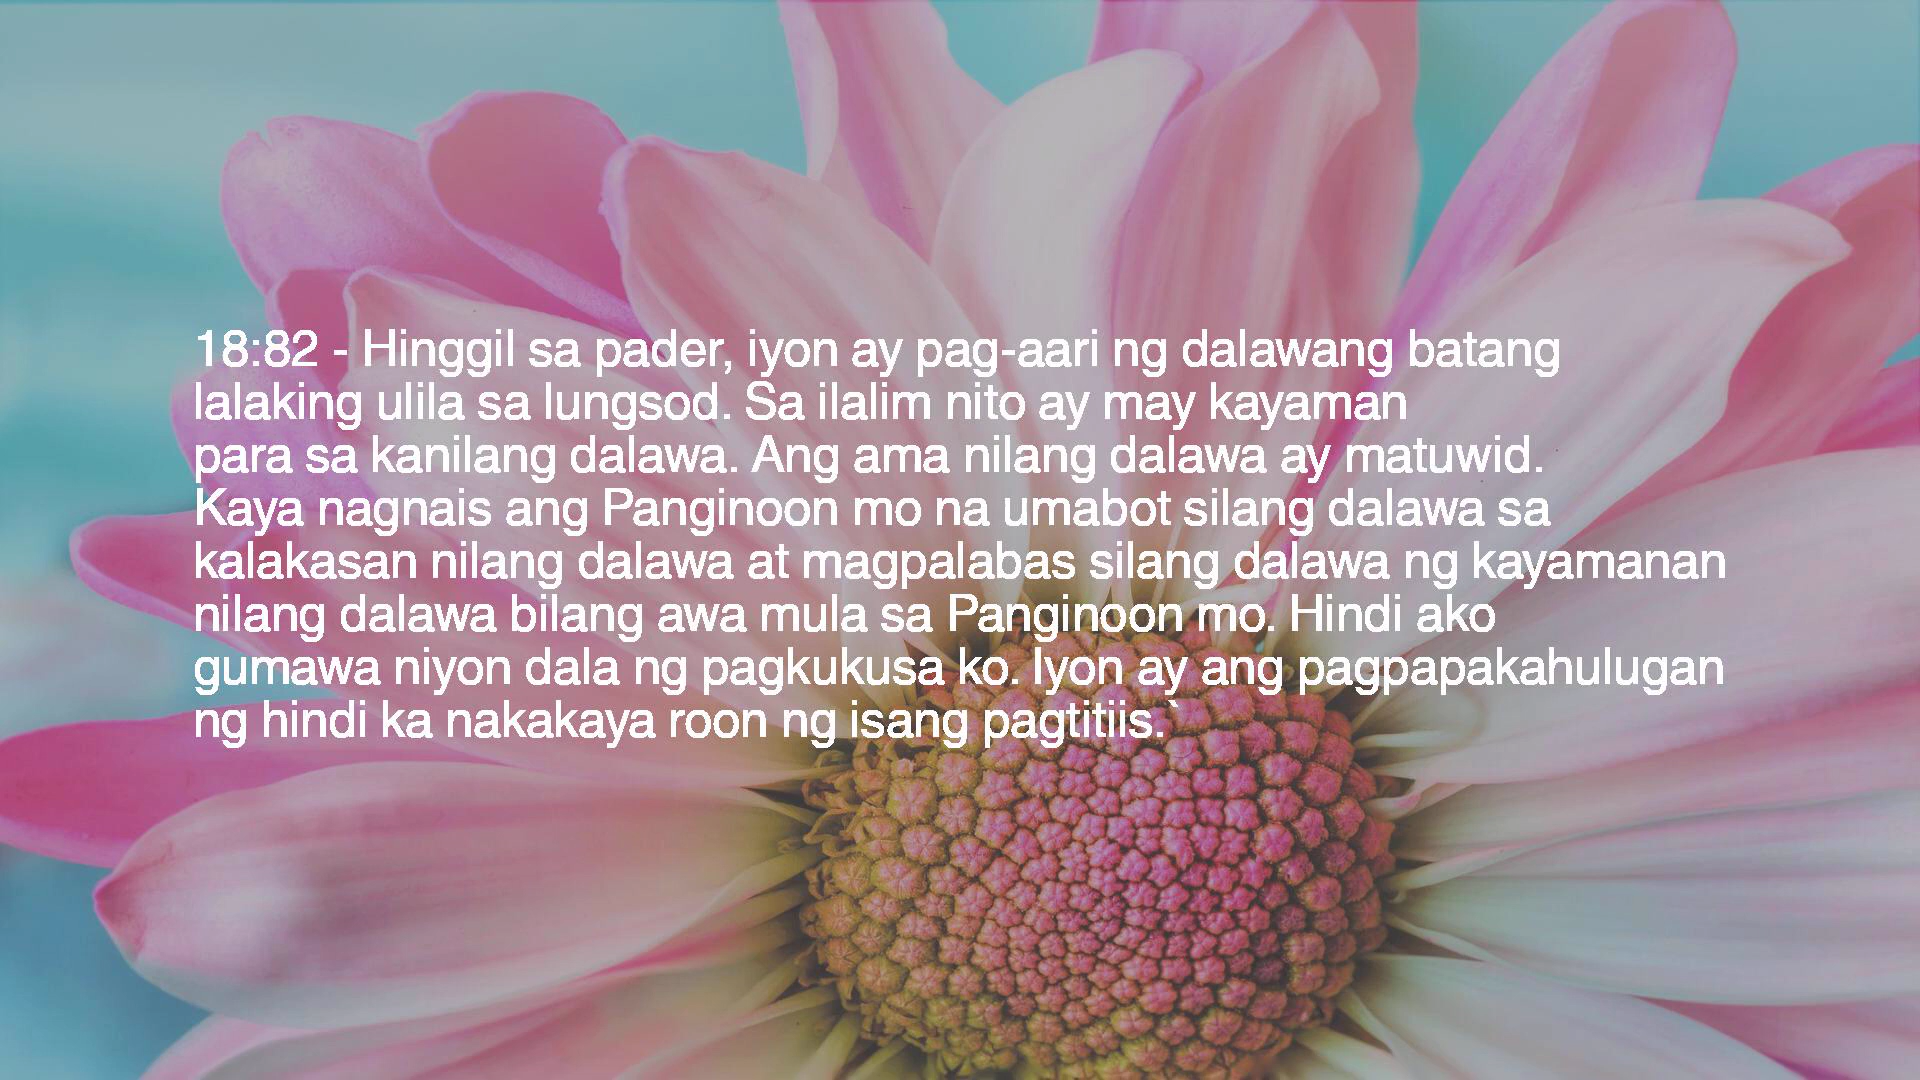 18:82 - Hinggil sa pader, iyon ay pag-aari ng dalawang batang
lalaking ulila sa lungsod. Sa ilalim nito ay may kayaman
para sa kanilang dalawa. Ang ama nilang dalawa ay matuwid.
Kaya nagnais ang Panginoon mo na umabot silang dalawa sa
kalakasan nilang dalawa at magpalabas silang dalawa ng kayamanan
nilang dalawa bilang awa mula sa Panginoon mo. Hindi ako
gumawa niyon dala ng pagkukusa ko. Iyon ay ang pagpapakahulugan
ng hindi ka nakakaya roon ng isang pagtitiis.`